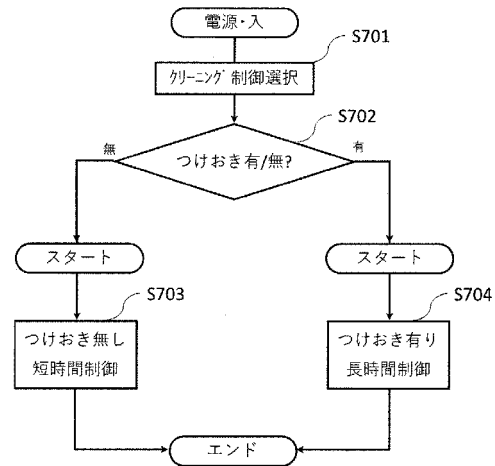 電源・入
S701
クリーニング制御選択
S702
つけおき有/無?
無
有
スタート
スタート
S703
S704
つけおき無し
短時間制御
つけおき有り
長時間制御
エンド